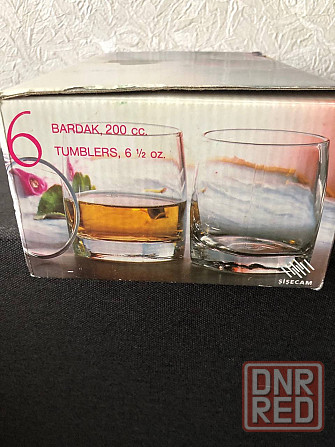 6
BARDAK, 200 cc.
TUMBLERS, 6 ½ oz.
ŞİŞECAM
DNR
RED